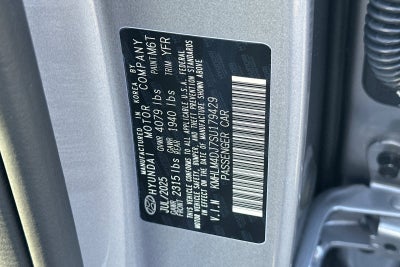 MANUFACTURED IN KOREA BY
HYUNDAI MOTOR COMPANY
JUL/2025 GVWR 4079 lbs PAINT M6T
GAWR FRONT 2315 lbs GAWR REAR 1940 lbs TRIM YFR
THIS VEHICLE CONFORMS TO ALL APPLICABLE U.S. FEDERAL
MOTOR VEHICLE SAFETY, BUMPER, AND THEFT PREVENTION STANDARDS
IN EFFECT ON THE DATE OF MANUFACTURE SHOWN ABOVE
KMHLM4DJ7SU179429
V.I.N PASSENGER CAR